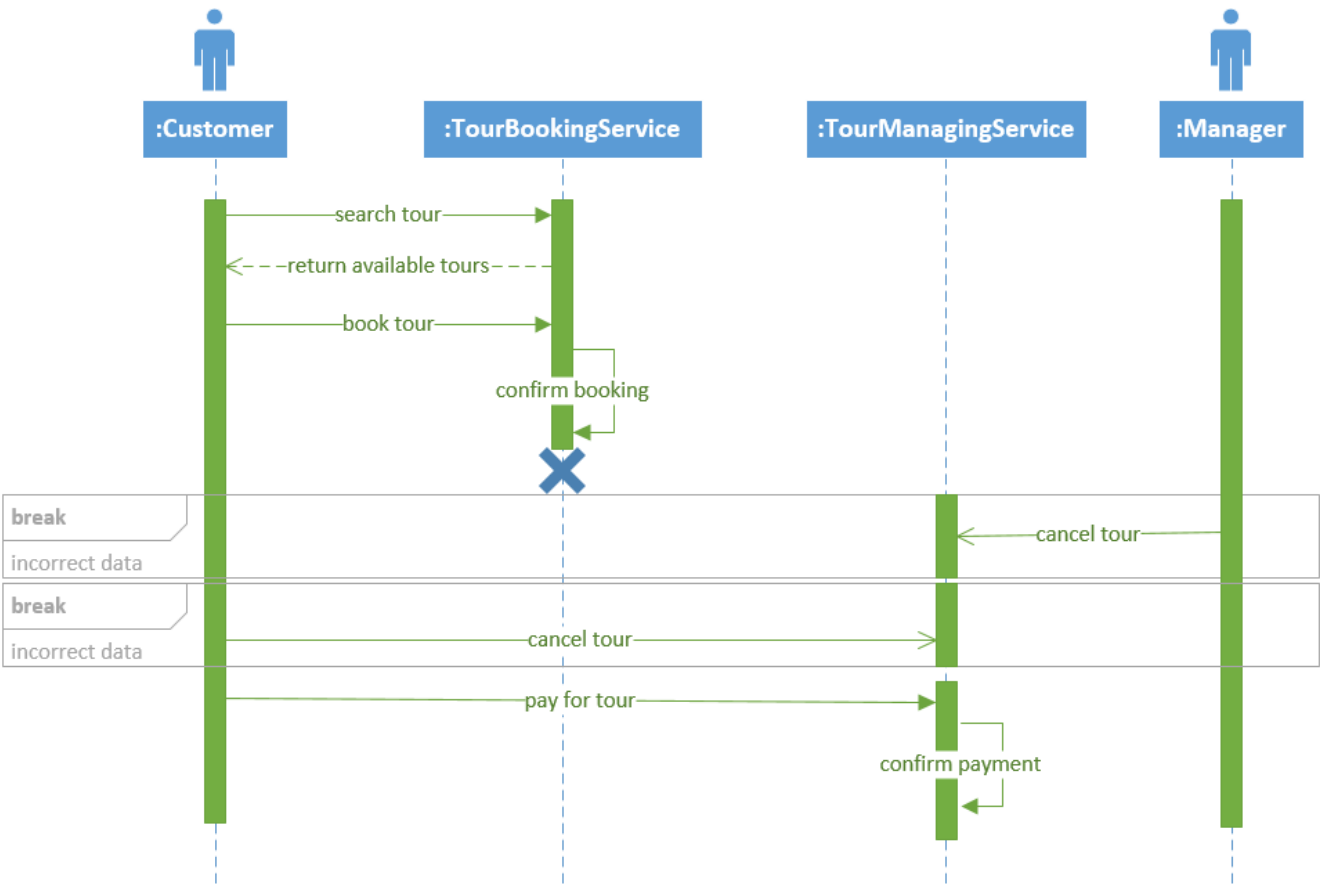 :Customer
:TourBookingService
:TourManagingService
:Manager
search tour
return available tours
book tour
confirm booking
break
cancel tour
incorrect data
break
cancel tour
incorrect data
pay for tour
confirm payment